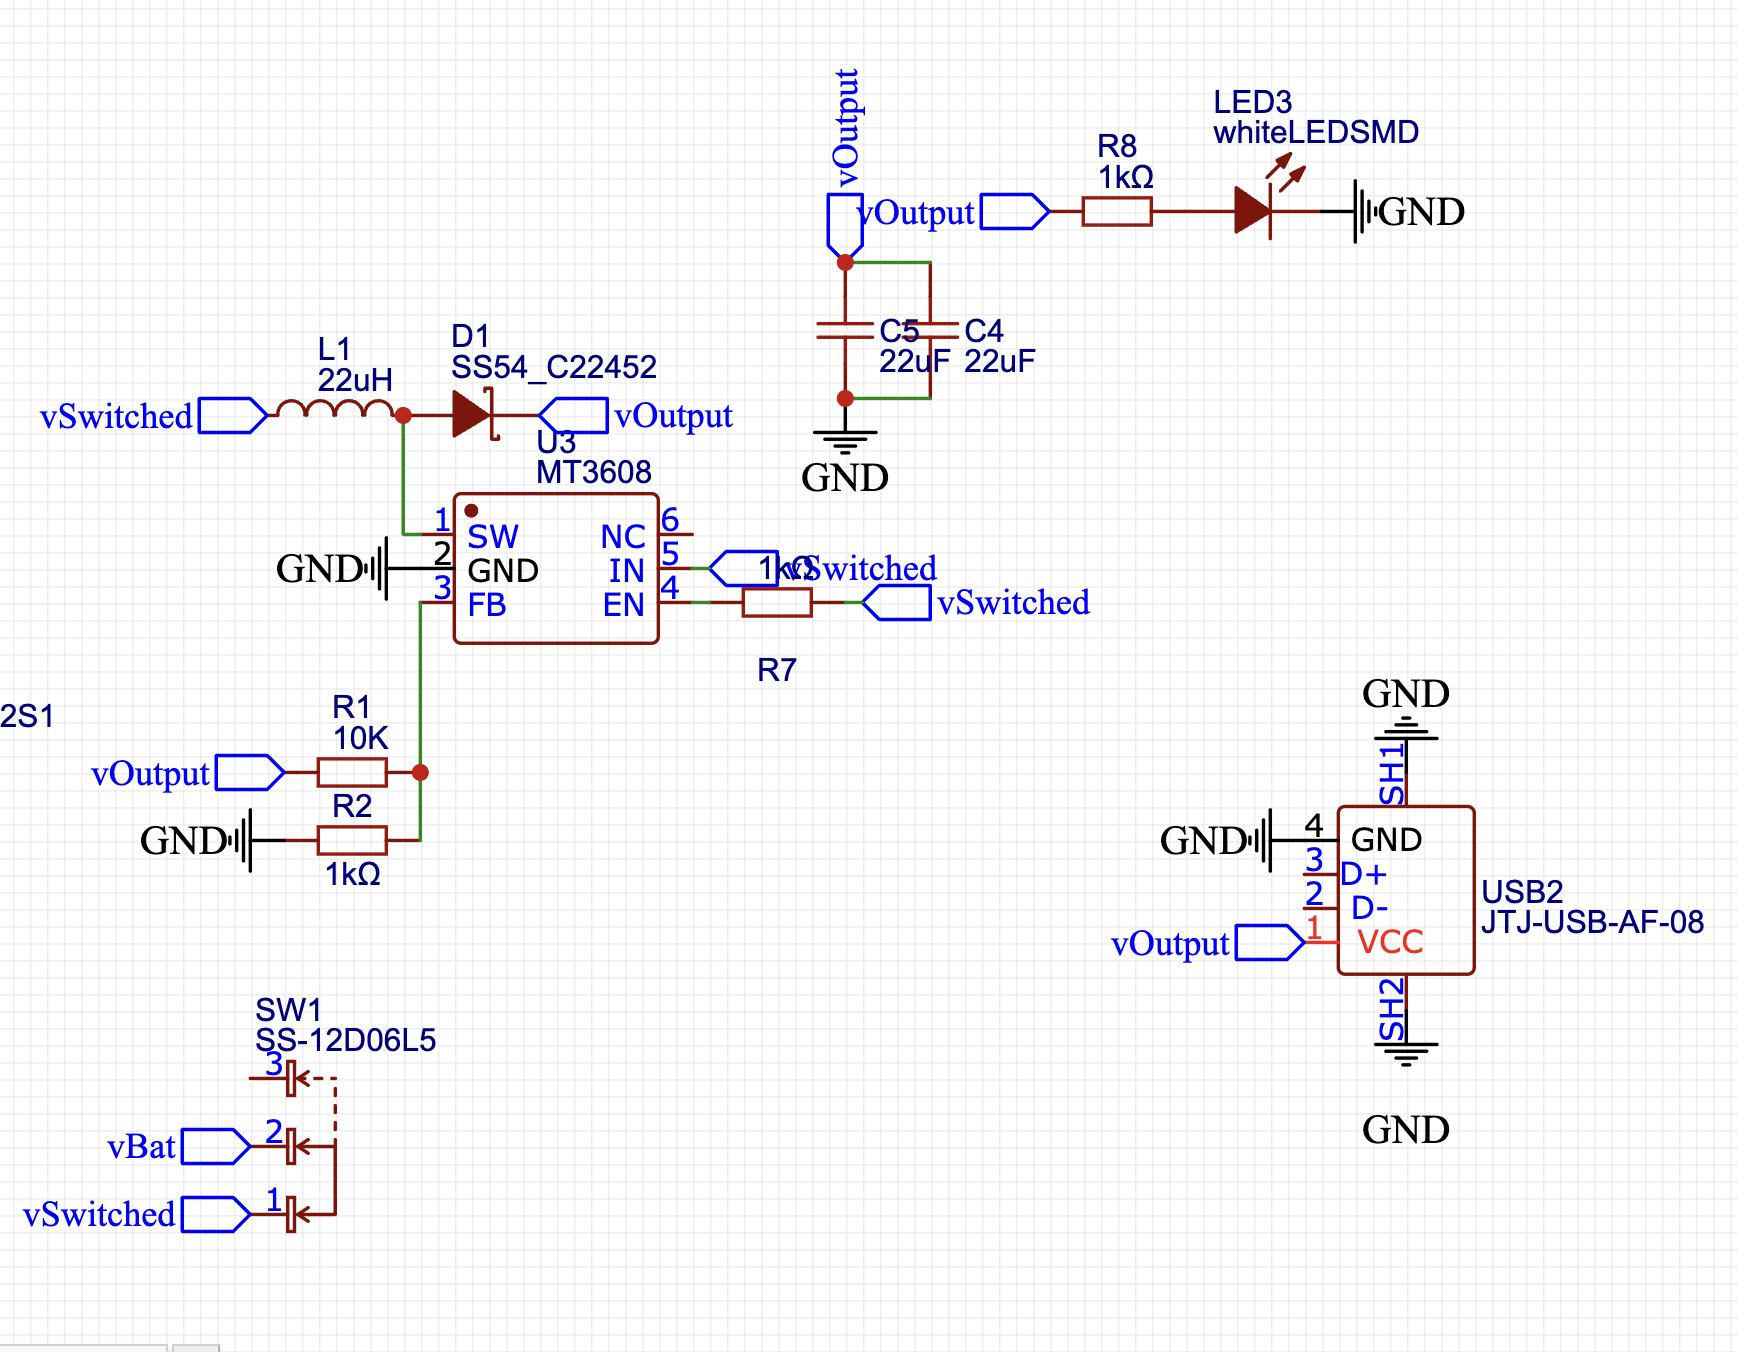 vOutput
LED3
whiteLEDSMD
R8
1kΩ
vOutput
GND
C5
22uF
C4
22uF
GND
L1
22uH
D1
SS54_C22452
vSwitched
vOutput
U3
MT3608
1
SW
NC
6
GND
2
GND
IN
5
1kΩ
vSwitched
3
FB
EN
4
vSwitched
R7
2S1
R1
10K
vOutput
R2
GND
1kΩ
GND
SH1
GND
4
GND
3
D+
2
D-
USB2
JTJ-USB-AF-08
vOutput
1
VCC
SH2
GND
SW1
SS-12D06L5
3
vBat
2
vSwitched
1